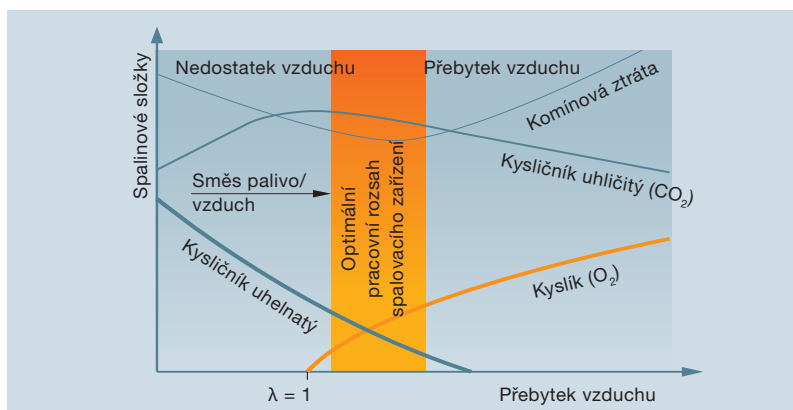 Spalinové složky
Nedostatek vzduchu
Přebytek vzduchu
Komínová ztráta
Kysličník uhličitý (CO₂)
Směs palivo/
vzduch
Optimální
pracovní rozsah
spalovacího zařízení
Kysličník uhelnatý
Kyslík (O₂)
λ = 1
Přebytek vzduchu